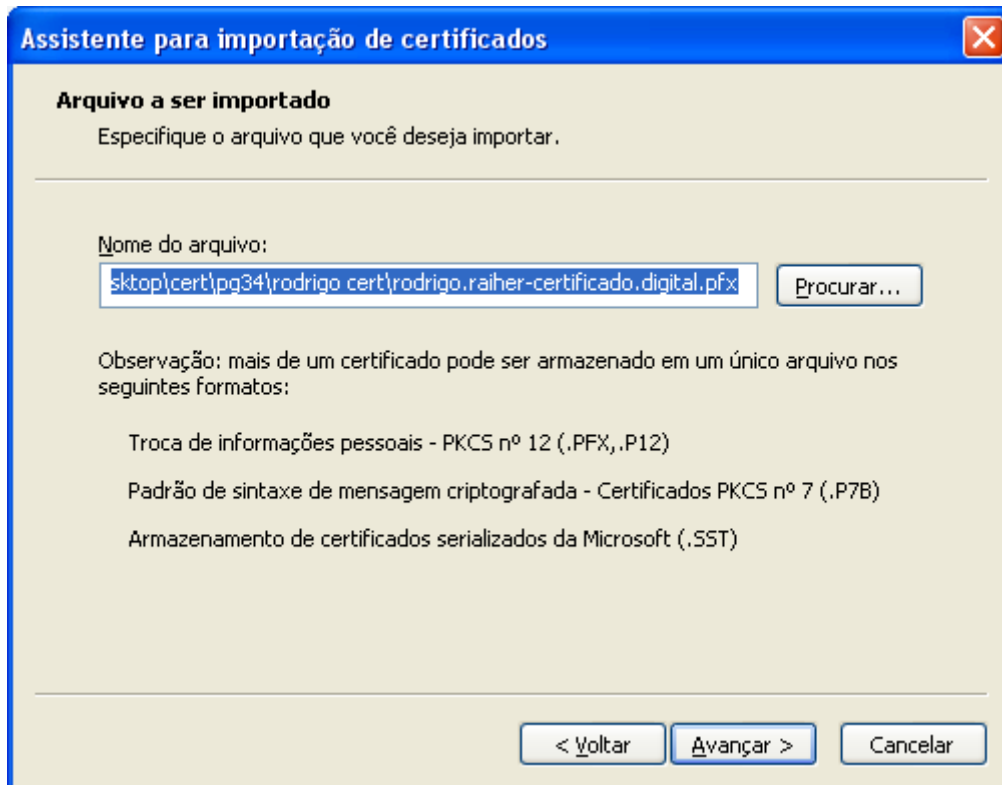 Assistente para importação de certificados
Arquivo a ser importado
Especifique o arquivo que você deseja importar.
Nome do arquivo:
sktop\cert\pg34\rodrigo cert\rodrigo.raiher-certificado.digital.pfx
Procurar...
Observação: mais de um certificado pode ser armazenado em um único arquivo nos
seguintes formatos:
Troca de informações pessoais - PKCS nº 12 (.PFX,.P12)
Padrão de sintaxe de mensagem criptografada - Certificados PKCS nº 7 (.P7B)
Armazenamento de certificados serializados da Microsoft (.SST)
< Voltar
Avançar >
Cancelar